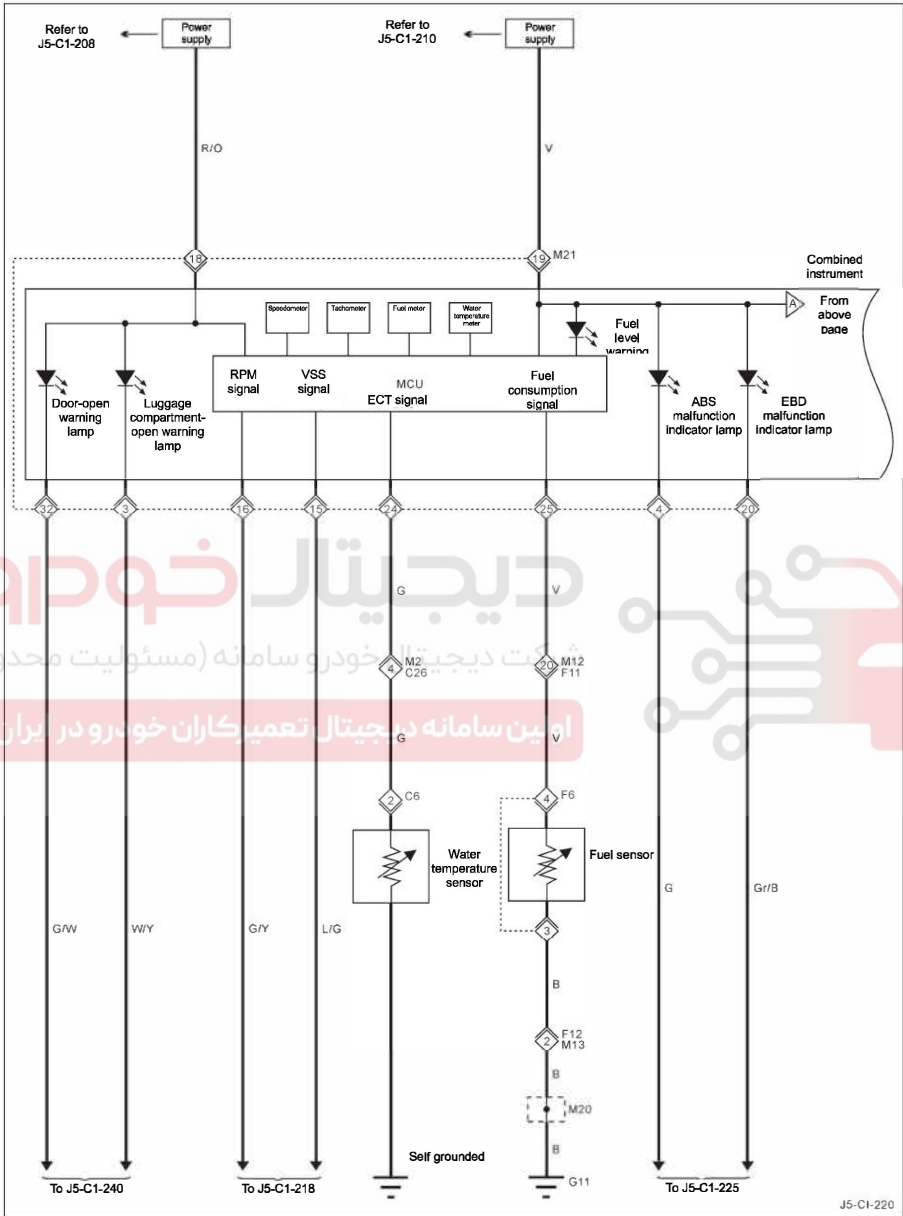 Refer to
J5-C1-208
Power
supply
Refer to
J5-C1-210
Power
supply
R/O
V
18
19
M21
Combined
instrument
Speedometer
Tachometer
Fuel meter
Water
temperature
meter
A
From
above
page
Fuel
level
warning
Door-open
warning
lamp
Luggage
compartment-
open warning
lamp
RPM
signal
VSS
signal
MCU
ECT signal
Fuel
consumption
signal
ABS
malfunction
indicator lamp
EBD
malfunction
indicator lamp
32
3
16
15
24
25
4
20
دیجیتال خودرو
G
V
شرکت دیجیتال خودرو سامانه (مسئولیت
4
M2
C26
20
M12
F11
اولین سامانه دیجیتال تعمیرکاران خودرو در ایران
G
V
2
C6
4
F6
Water
temperature
sensor
Fuel sensor
G/W
W/Y
G/Y
L/G
G
Gr/B
3
B
2
F12
M13
B
M20
B
Self grounded
G11
To J5-C1-240
To J5-C1-218
To J5-C1-225
J5-CI-220